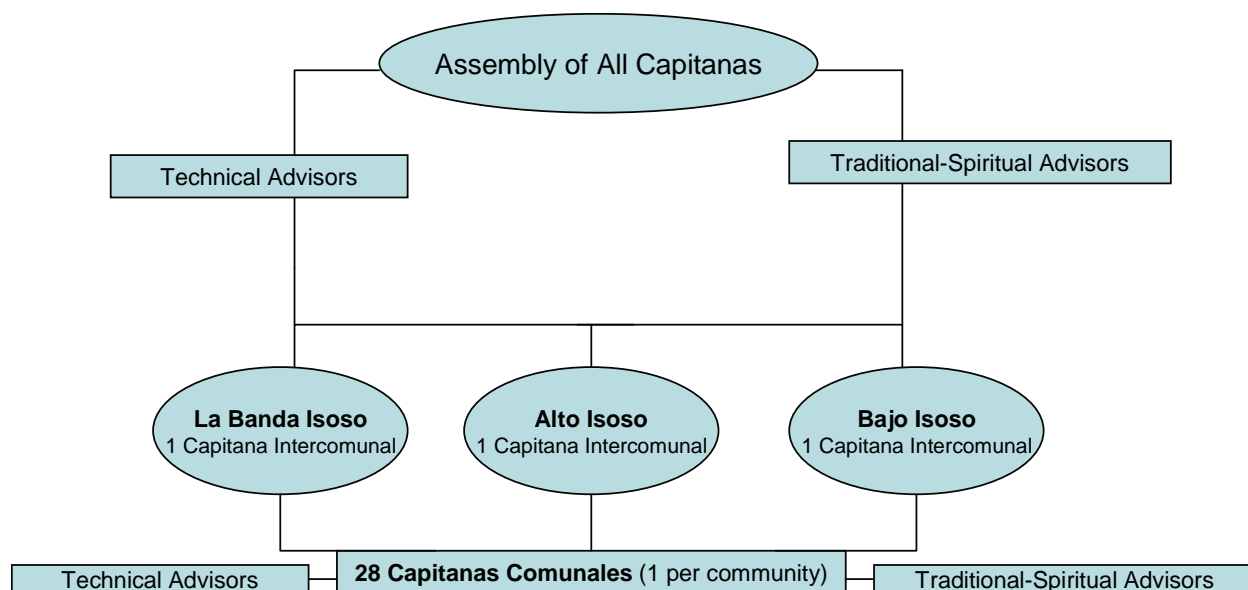 Assembly of All Capitanas
Technical Advisors
Traditional-Spiritual Advisors
La Banda Isoso
1 Capitana Intercomunal
Alto Isoso
1 Capitana Intercomunal
Bajo Isoso
1 Capitana Intercomunal
Technical Advisors
28 Capitanas Comunales (1 per community)
Traditional-Spiritual Advisors